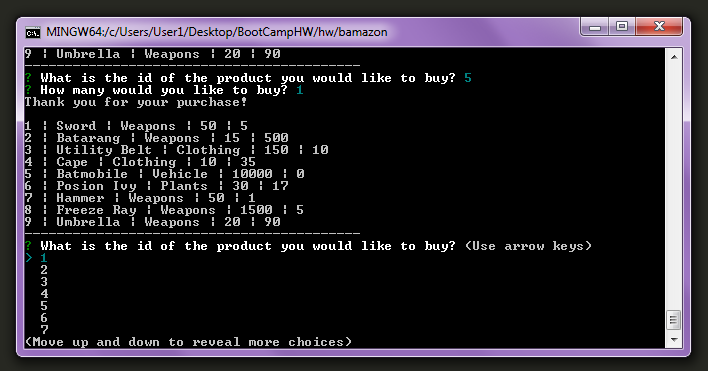 MINGW64:/c/Users/User1/Desktop/BootCampHW/hw/bamazon
9 ¦ Umbrella ¦ Weapons ¦ 20 ¦ 90
------------------------------------------
? What is the id of the product you would like to buy? 5
? How many would you like to buy? 1
Thank you for your purchase!
1 ¦ Sword ¦ Weapons ¦ 50 ¦ 5
2 ¦ Batarang ¦ Weapons ¦ 15 ¦ 500
3 ¦ Utility Belt ¦ Clothing ¦ 150 ¦ 10
4 ¦ Cape ¦ Clothing ¦ 10 ¦ 35
5 ¦ Batmobile ¦ Vehicle ¦ 10000 ¦ 0
6 ¦ Posion Ivy ¦ Plants ¦ 30 ¦ 17
7 ¦ Hammer ¦ Weapons ¦ 50 ¦ 1
8 ¦ Freeze Ray ¦ Weapons ¦ 1500 ¦ 5
9 ¦ Umbrella ¦ Weapons ¦ 20 ¦ 90
------------------------------------------
? What is the id of the product you would like to buy? (Use arrow keys)
> 1
2
3
4
5
6
7
(Move up and down to reveal more choices)